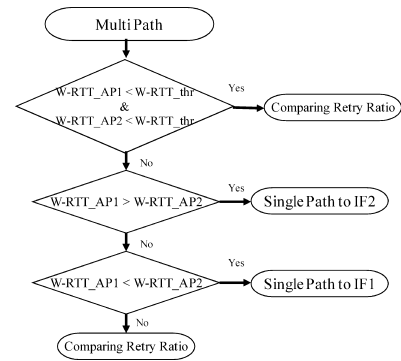 Multi Path
W-RTT_AP1 < W-RTT_thr
&
W-RTT_AP2 < W-RTT_thr
Yes
Comparing Retry Ratio
No
W-RTT_AP1 > W-RTT_AP2
Yes
Single Path to IF2
No
W-RTT_AP1 < W-RTT_AP2
Yes
Single Path to IF1
No
Comparing Retry Ratio